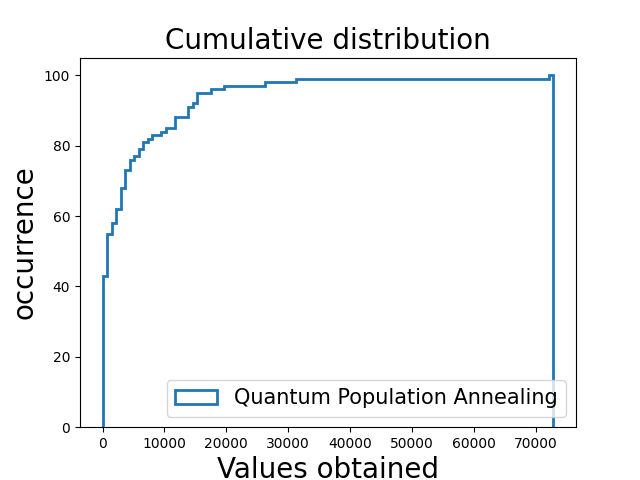 Cumulative distribution
occurrence
100
80
60
40
20
0
Quantum Population Annealing
0 10000 20000 30000 40000 50000 60000 70000
Values obtained